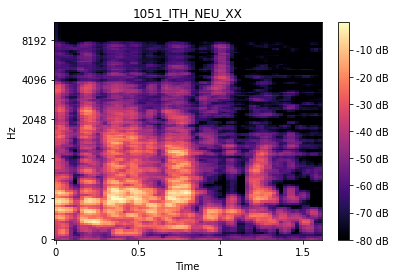 1051_ITH_NEU_XX
8192
4096
2048
1024
512
0
Hz
0
0.5
1
1.5
Time
-10 dB
-20 dB
-30 dB
-40 dB
-50 dB
-60 dB
-70 dB
-80 dB